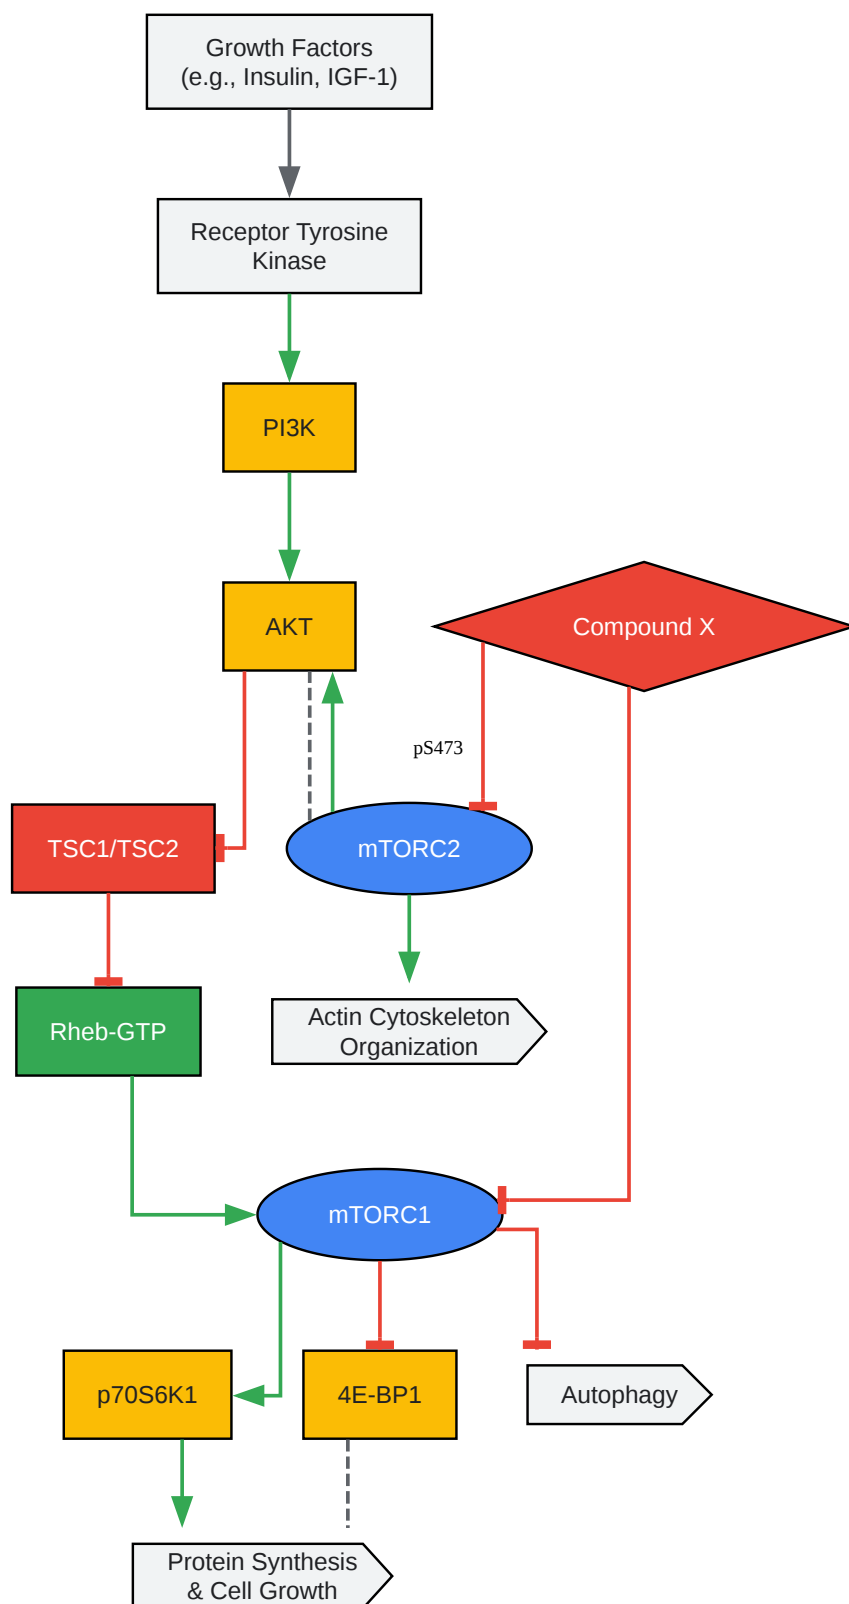 Growth Factors
(e.g., Insulin, IGF-1)
Receptor Tyrosine
Kinase
PI3K
AKT
Compound X
pS473
TSC1/TSC2
mTORC2
Rheb-GTP
Actin Cytoskeleton
Organization
mTORC1
p70S6K1
4E-BP1
Autophagy
Protein Synthesis
& Cell Growth